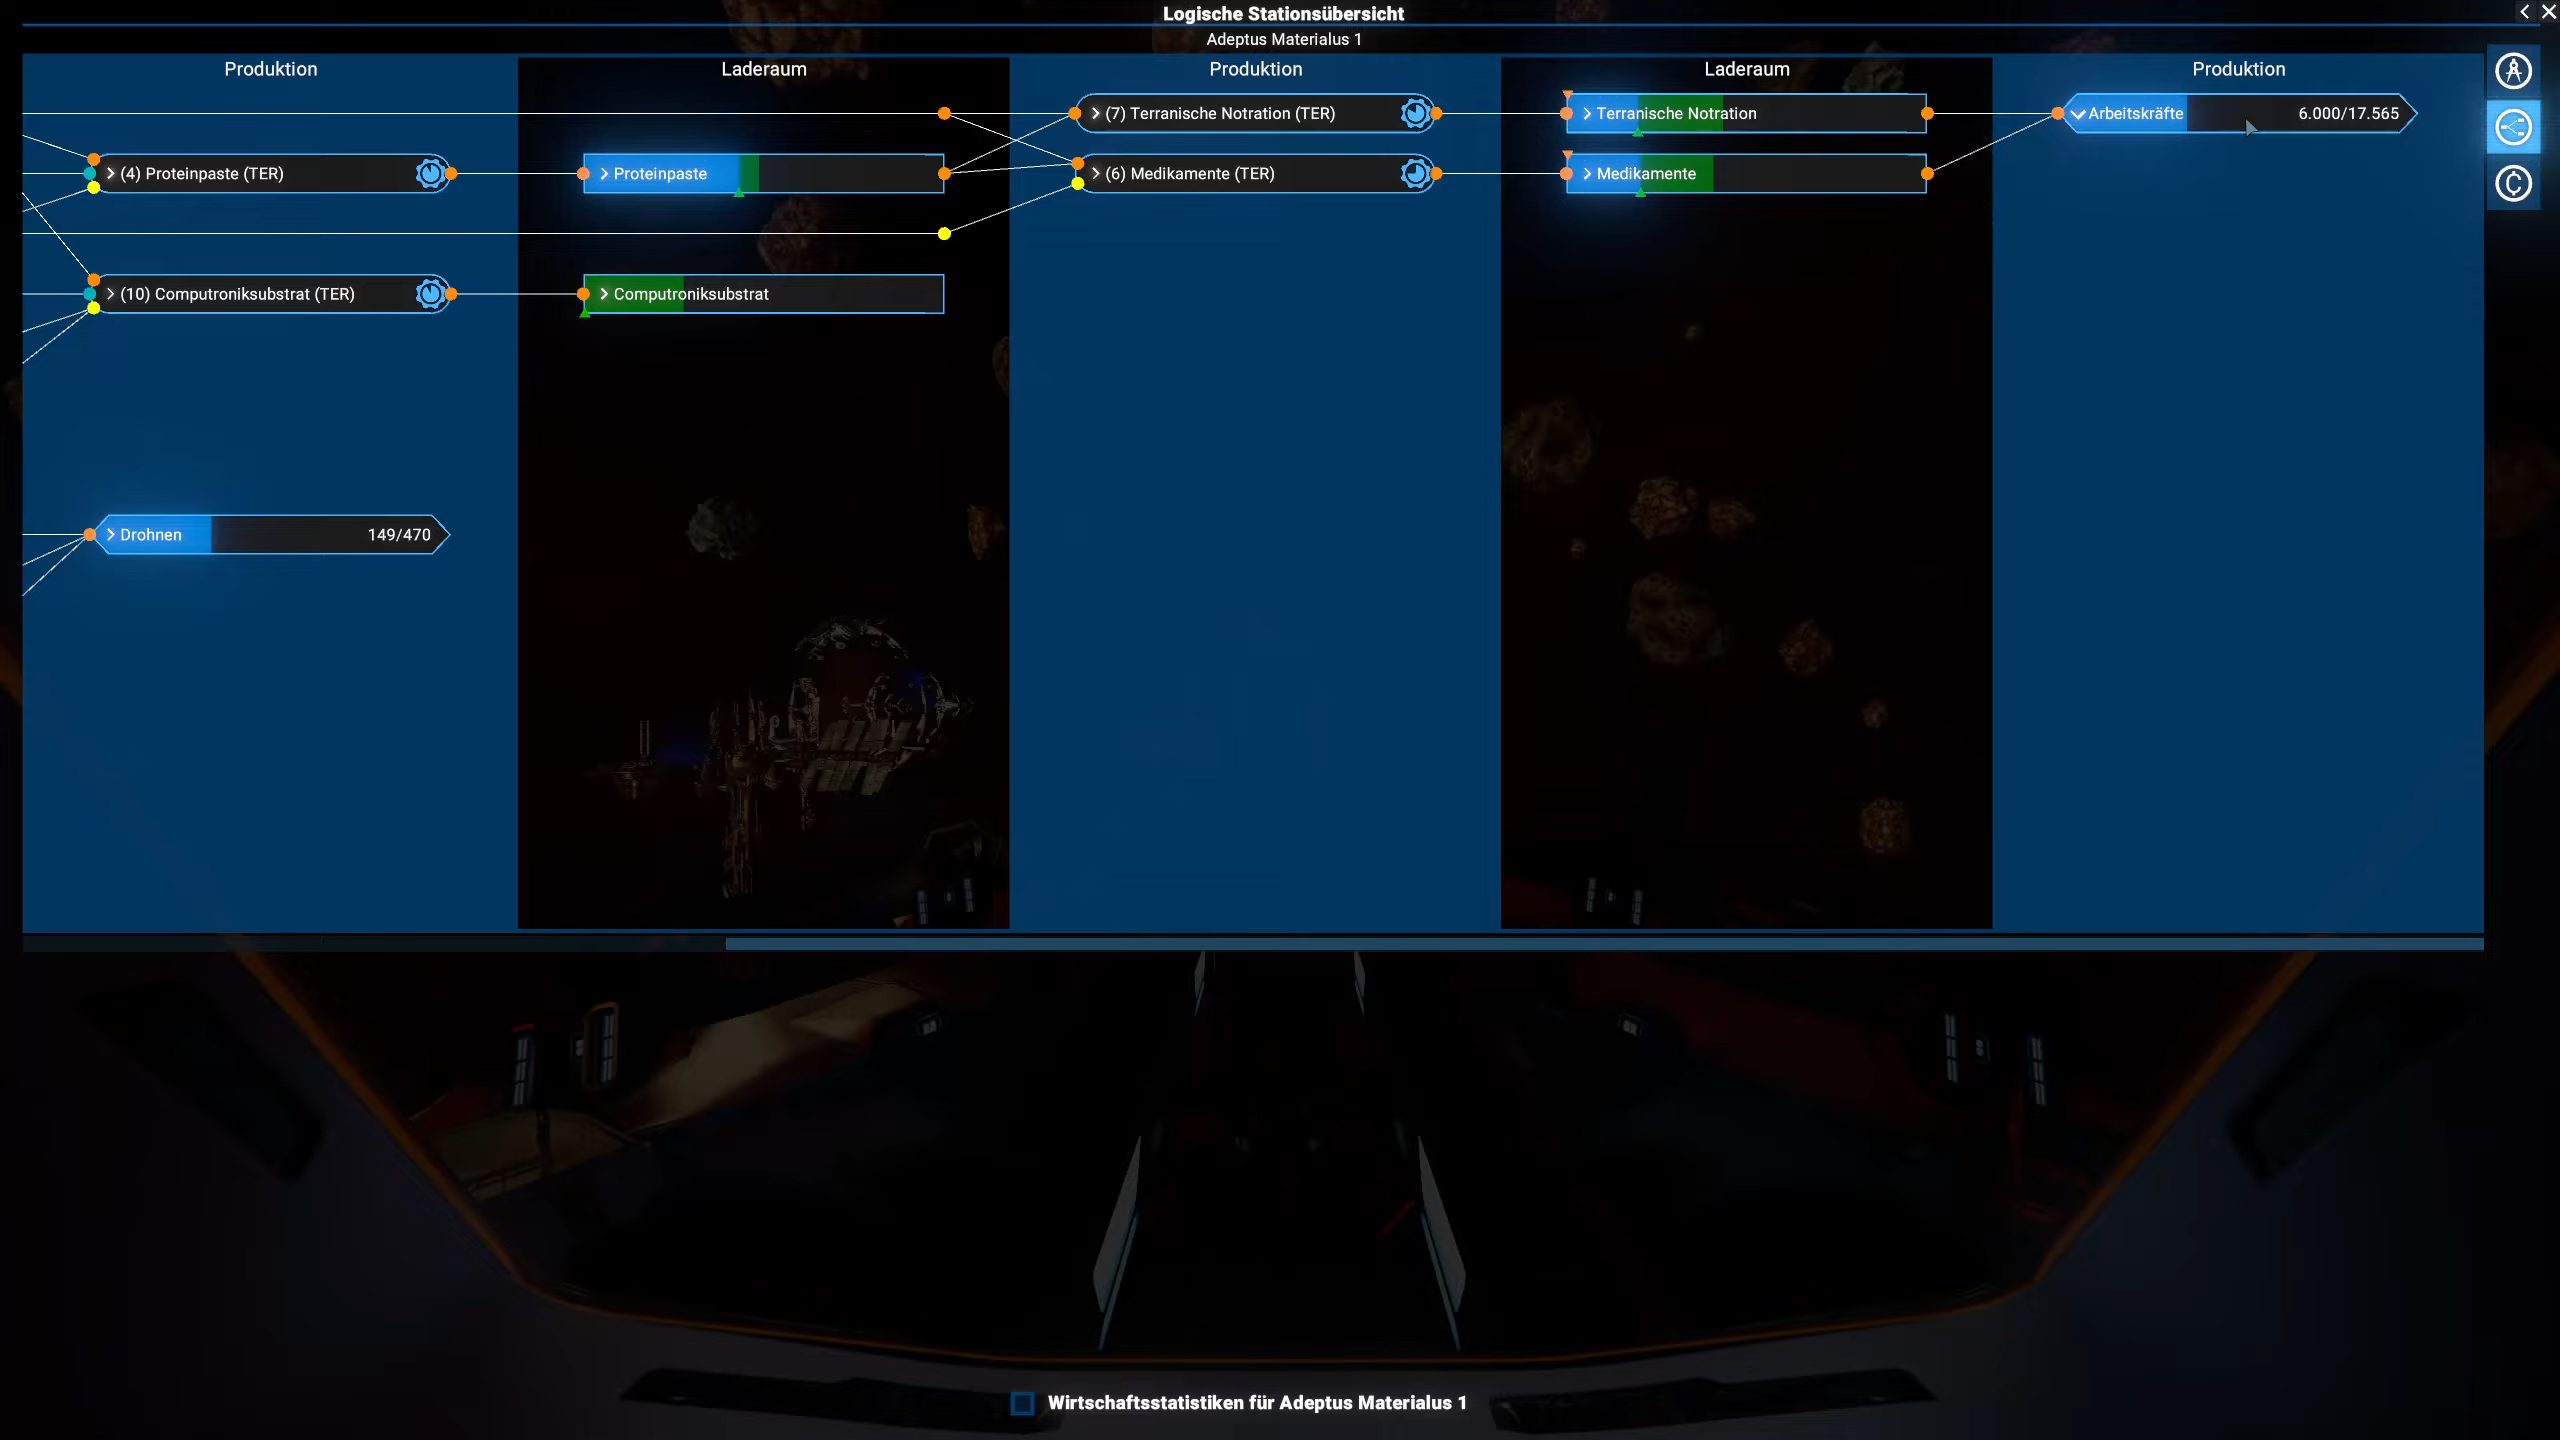 Logische Stationsübersicht
Adeptus Materialus 1
Produktion
Laderaum
Produktion
Laderaum
Produktion
(7) Terranische Notration (TER)
Terranische Notration
Arbeitskräfte
6.000/17.565
(4) Proteinpaste (TER)
Proteinpaste
(6) Medikamente (TER)
Medikamente
(10) Computroniksubstrat (TER)
Computroniksubstrat
Drohnen
149/470
Wirtschaftsstatistiken für Adeptus Materialus 1